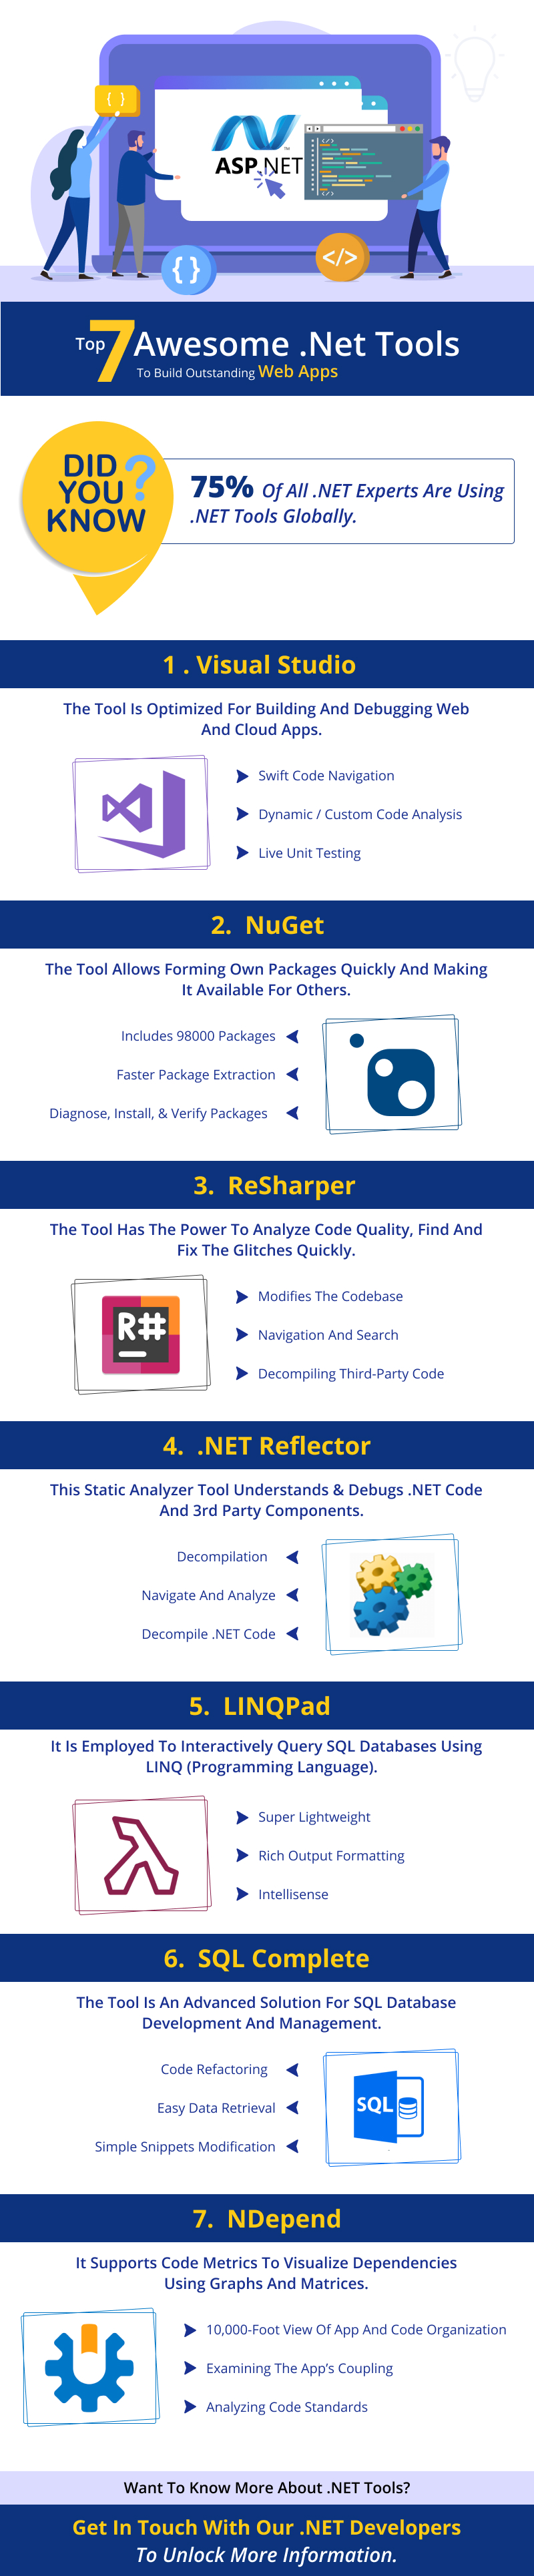 { }
ASP.NET
TM
</>
{ }
</>
Top 7 Awesome .Net Tools
To Build Outstanding Web Apps
DID
YOU ?
KNOW
75% Of All .NET Experts Are Using
.NET Tools Globally.
1 . Visual Studio
The Tool Is Optimized For Building And Debugging Web
And Cloud Apps.
Swift Code Navigation
Dynamic / Custom Code Analysis
Live Unit Testing
2. NuGet
The Tool Allows Forming Own Packages Quickly And Making
It Available For Others.
Includes 98000 Packages
Faster Package Extraction
Diagnose, Install, & Verify Packages
3. ReSharper
The Tool Has The Power To Analyze Code Quality, Find And
Fix The Glitches Quickly.
R#
Modifies The Codebase
Navigation And Search
Decompiling Third-Party Code
4. .NET Reflector
This Static Analyzer Tool Understands & Debugs .NET Code
And 3rd Party Components.
Decompilation
Navigate And Analyze
Decompile .NET Code
5. LINQPad
It Is Employed To Interactively Query SQL Databases Using
LINQ (Programming Language).
Super Lightweight
Rich Output Formatting
Intellisense
6. SQL Complete
The Tool Is An Advanced Solution For SQL Database
Development And Management.
Code Refactoring
Easy Data Retrieval
Simple Snippets Modification
SQL
7. NDepend
It Supports Code Metrics To Visualize Dependencies
Using Graphs And Matrices.
10,000-Foot View Of App And Code Organization
Examining The App's Coupling
Analyzing Code Standards
Want To Know More About .NET Tools?
Get In Touch With Our .NET Developers
To Unlock More Information.